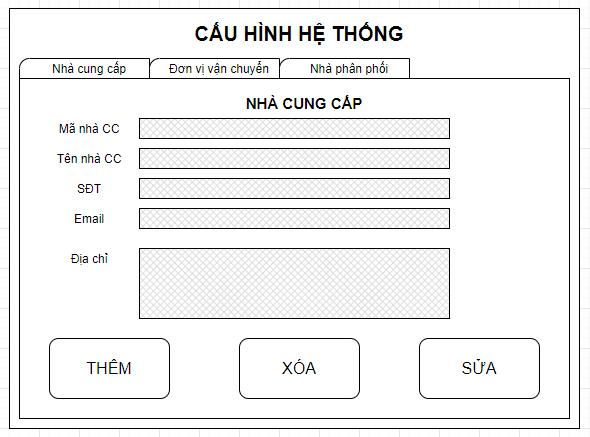 CẤU HÌNH HỆ THỐNG
Nhà cung cấp Đơn vị vận chuyển Nhà phân phối
NHÀ CUNG CẤP
Mã nhà CC
Tên nhà CC
SĐT
Email
Địa chỉ
THÊM XÓA SỬA